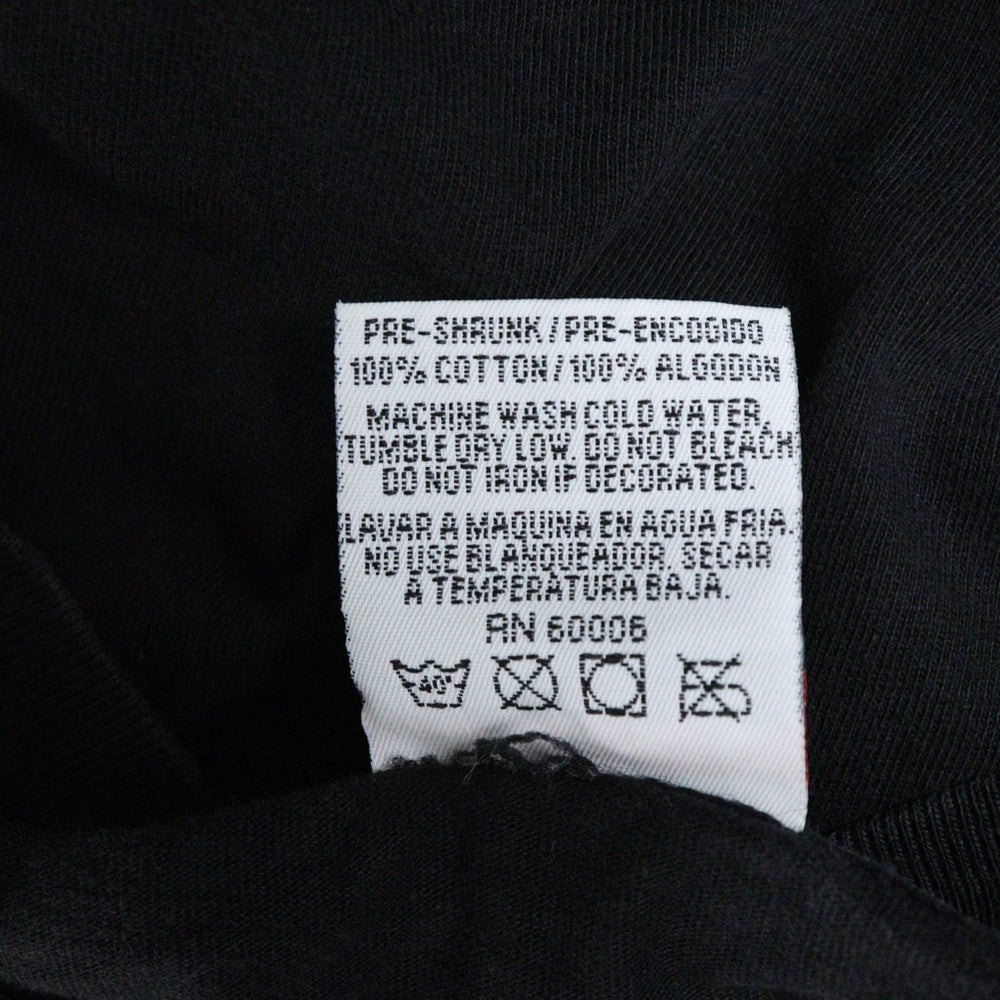 PRE-SHRUNK/PRE-ENCOGIDO
100% COTTON/100% ALGODON
MACHINE WASH COLD WATER,
TUMBLE DRY LOW. DO NOT BLEACH
DO NOT IRON IF DECORATED.
LAVAR A MAQUINA EN AGUA FRIA.
NO USE BLANQUEADOR. SECAR
A TEMPERATURA BAJA.
RN 60006
40°